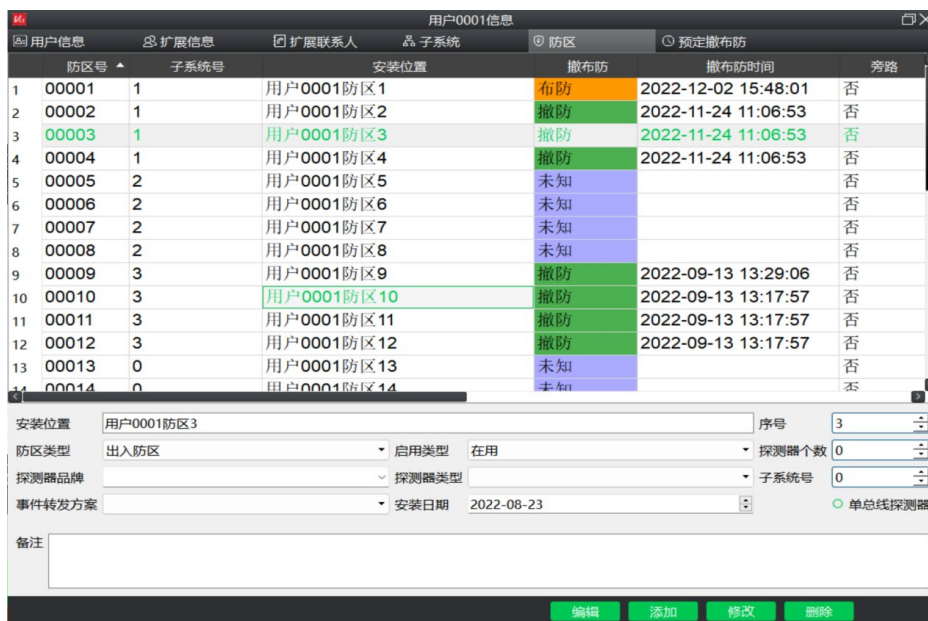 用户0001信息
用户信息 扩展信息 扩展联系人 子系统 防区 预定撤布防
防区号 子系统号 安装位置 撤布防 撤布防时间 旁路
1 00001 1 用户0001防区1 布防 2022-12-02 15:48:01 否
2 00002 1 用户0001防区2 撤防 2022-11-24 11:06:53 否
3 00003 1 用户0001防区3 撤防 2022-11-24 11:06:53 否
4 00004 1 用户0001防区4 撤防 2022-11-24 11:06:53 否
5 00005 2 用户0001防区5 未知 否
6 00006 2 用户0001防区6 未知 否
7 00007 2 用户0001防区7 未知 否
8 00008 2 用户0001防区8 未知 否
9 00009 3 用户0001防区9 撤防 2022-09-13 13:29:06 否
10 00010 3 用户0001防区10 撤防 2022-09-13 13:17:57 否
11 00011 3 用户0001防区11 撤防 2022-09-13 13:17:57 否
12 00012 3 用户0001防区12 撤防 2022-09-13 13:17:57 否
13 00013 0 用户0001防区13 未知 否
14 00014 0 用户0001防区14 未知 否
安装位置 用户0001防区3 序号 3
防区类型 出入防区 启用类型 在用 探测器个数 0
探测器品牌 探测器类型 子系统号 0
事件转发方案 安装日期 2022-08-23 单总线探测器
备注
编辑 添加 修改 删除